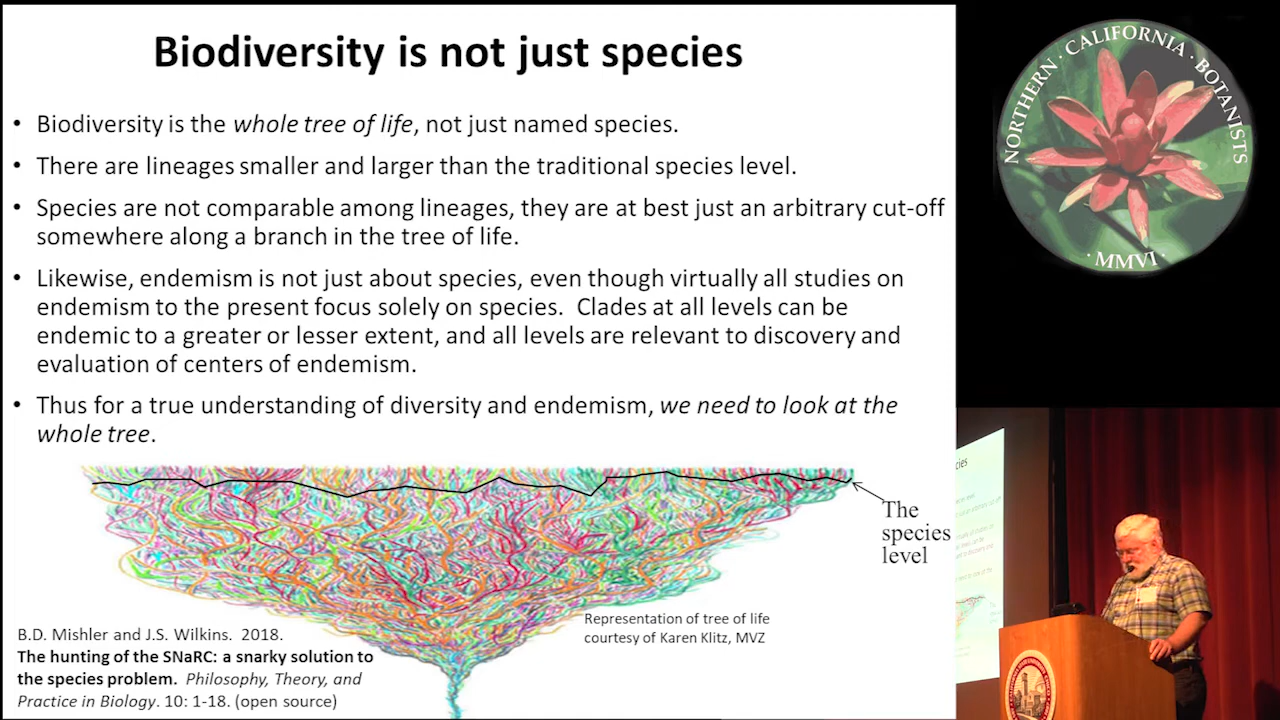 Biodiversity is not just species
• Biodiversity is the whole tree of life, not just named species.
• There are lineages smaller and larger than the traditional species level.
• Species are not comparable among lineages, they are at best just an arbitrary cut-off
somewhere along a branch in the tree of life.
• Likewise, endemism is not just about species, even though virtually all studies on
endemism to the present focus solely on species. Clades at all levels can be
endemic to a greater or lesser extent, and all levels are relevant to discovery and
evaluation of centers of endemism.
• Thus for a true understanding of diversity and endemism, we need to look at the
whole tree.
The
species
level
Representation of tree of life
courtesy of Karen Klitz, MVZ
B.D. Mishler and J.S. Wilkins. 2018.
The hunting of the SNaRC: a snarky solution to
the species problem. Philosophy, Theory, and
Practice in Biology. 10: 1-18. (open source)
NORTHERN · CALIFORNIA · BOTANISTS
· MMVI ·